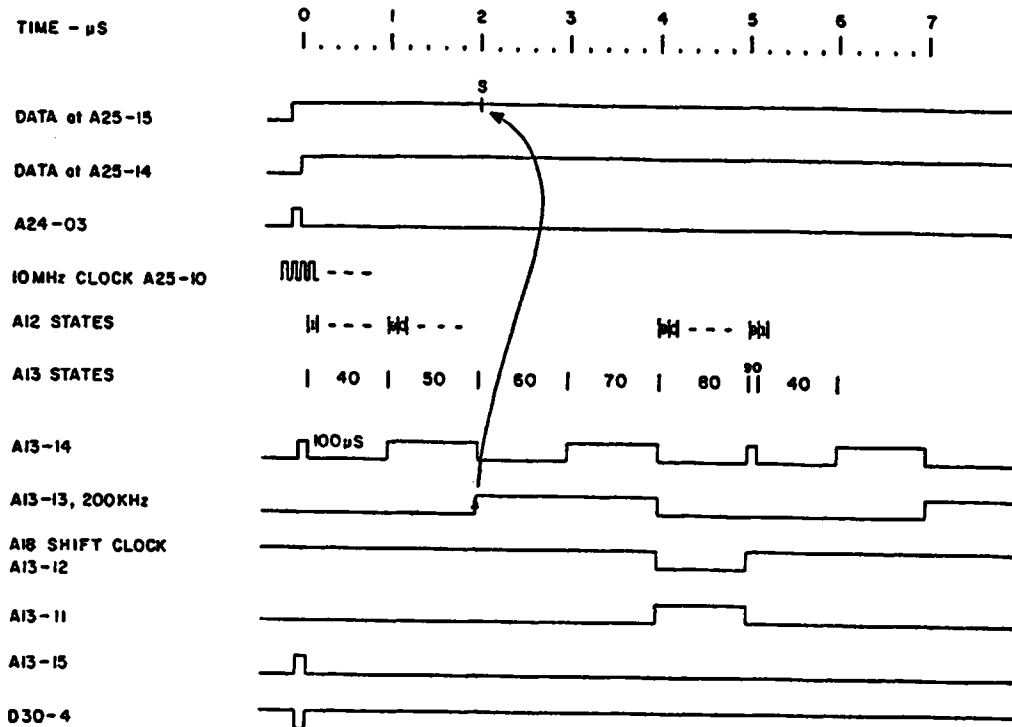 0 1 2 3 4 5 6 7
TIME - µS
S
DATA at A25-15
DATA at A25-14
A24-03
10MHz CLOCK A25-10
A12 STATES
A13 STATES
40 50 60 70 80 90 40
A13-14
100µS
A13-13, 200KHz
A18 SHIFT CLOCK
A13-12
A13-11
A13-15
D30-4